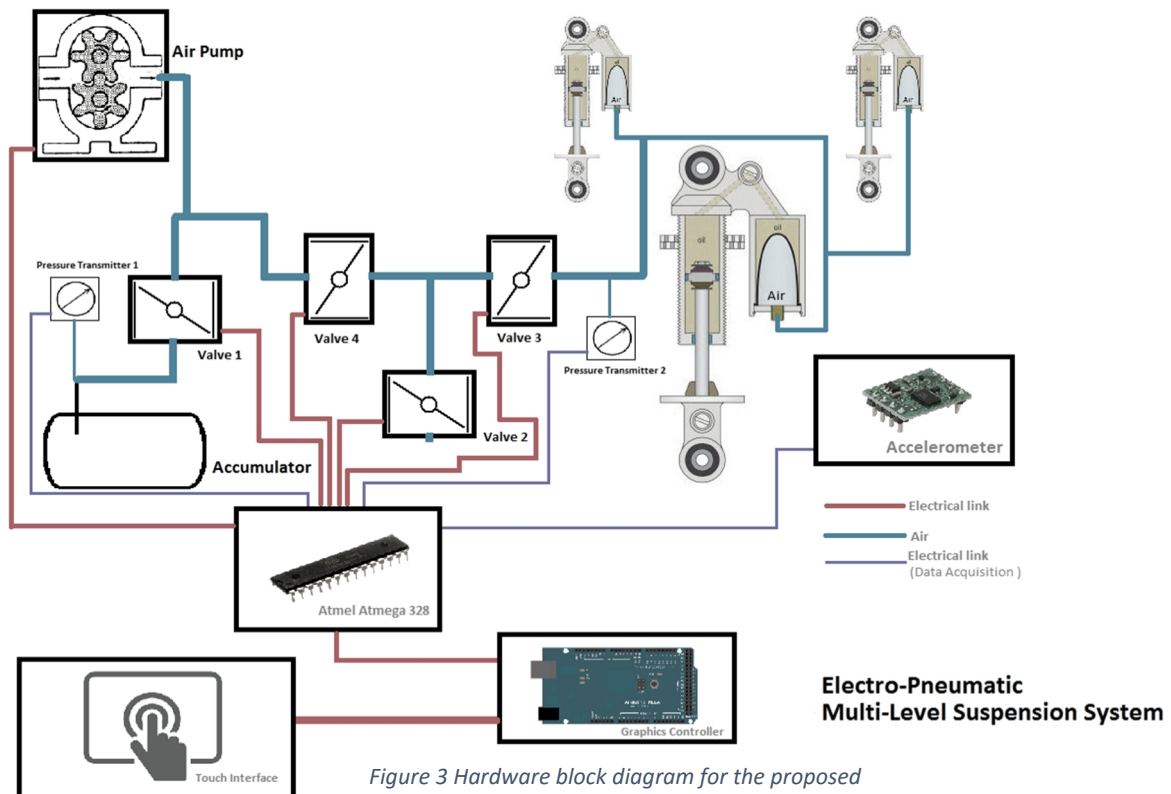 Air Pump
oil
Air
oil
Air
Pressure Transmitter 1
Valve 1
Valve 4
Valve 3
Pressure Transmitter 2
oil
oil
Air
Valve 2
Accumulator
Accelerometer
Electrical link
Air
Electrical link
(Data Acquisition )
Atmel Atmega 328
Graphics Controller
Touch Interface
Electro-Pneumatic
Multi-Level Suspension System
Figure 3 Hardware block diagram for the proposed